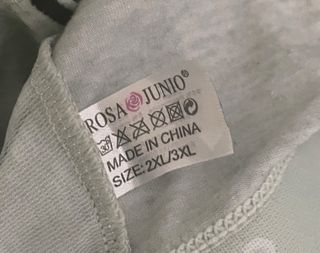 ROSA JUNIO®
30
MADE IN CHINA
SIZE: 2XL/3XL